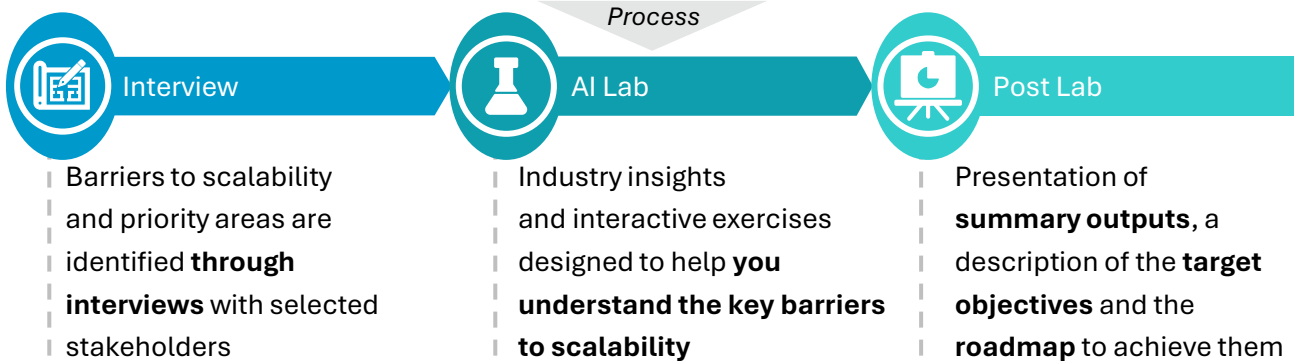 Process
Interview
Barriers to scalability
and priority areas are
identified through
interviews with selected
stakeholders
AI Lab
Industry insights
and interactive exercises
designed to help you
understand the key barriers
to scalability
Post Lab
Presentation of
summary outputs, a
description of the target
objectives and the
roadmap to achieve them